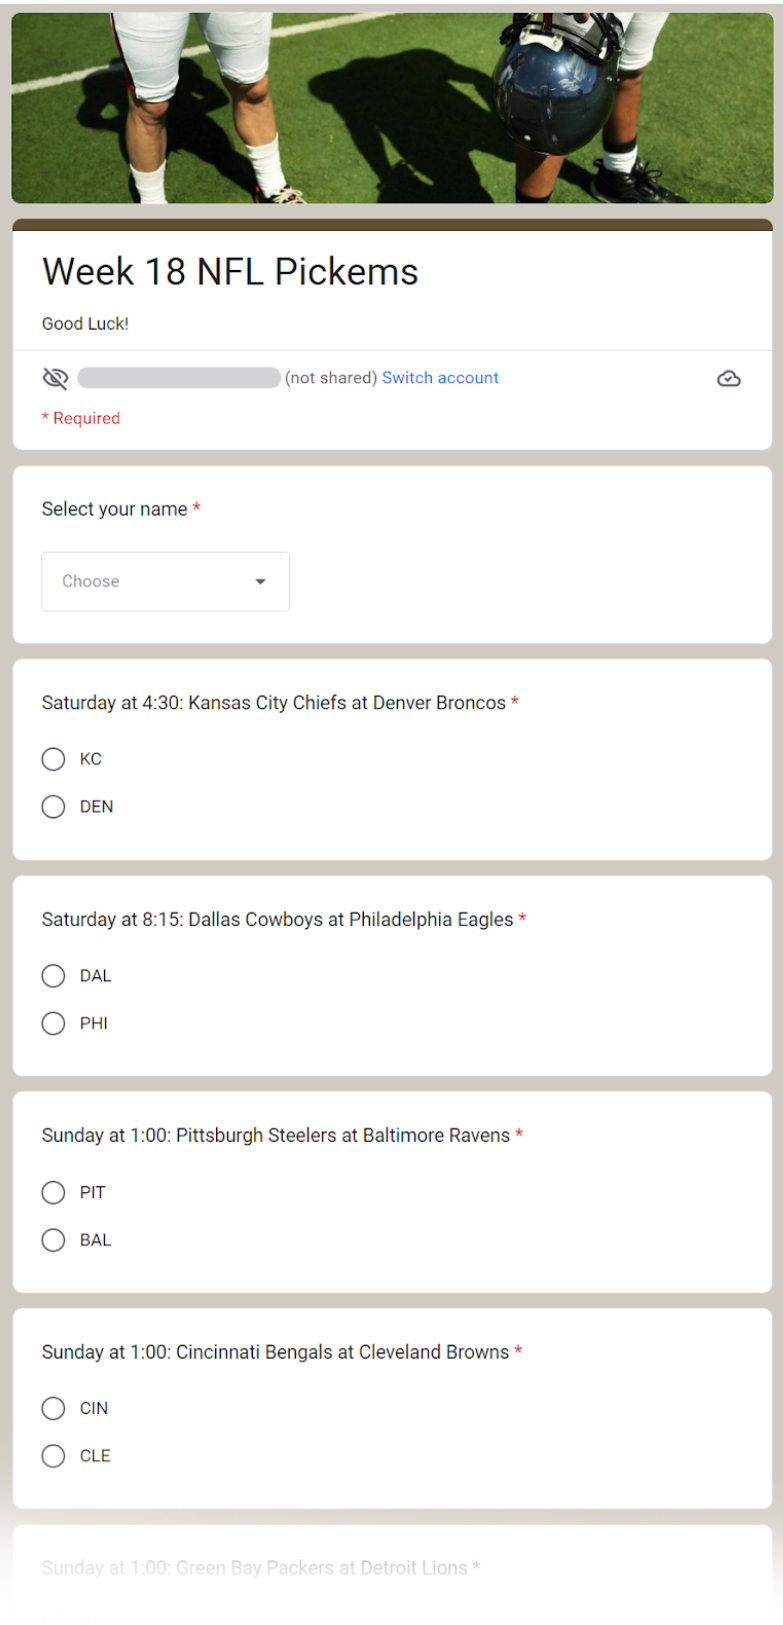 Week 18 NFL Pickems
Good Luck!
(not shared) Switch account
* Required
Select your name *
Choose
Saturday at 4:30: Kansas City Chiefs at Denver Broncos *
KC
DEN
Saturday at 8:15: Dallas Cowboys at Philadelphia Eagles *
DAL
PHI
Sunday at 1:00: Pittsburgh Steelers at Baltimore Ravens *
PIT
BAL
Sunday at 1:00: Cincinnati Bengals at Cleveland Browns *
CIN
CLE
Sunday at 1:00: Green Bay Packers at Detroit Lions *